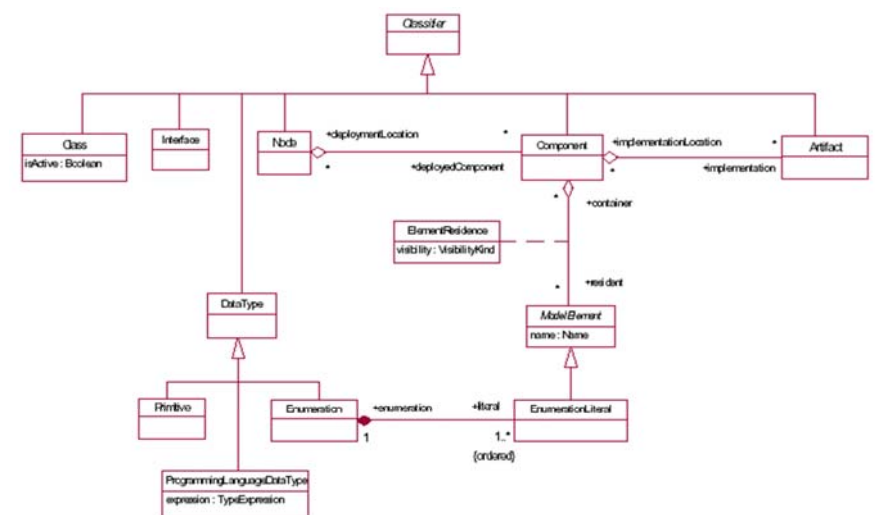 Classifier
Class
isActive : Boolean
Interface
Node
+deploymentLocation
*
*
+deployedComponent
Component
+implementationLocation
*
*
+implementation
Artifact
*
+container
ElementResidence
visibility : VisibilityKind
*
+resident
DataType
ModelElement
name : Name
Primitive
Enumeration
+enumeration
1
+literal
1..*
{ordered}
EnumerationLiteral
ProgrammingLanguageDataType
expression : TypeExpression